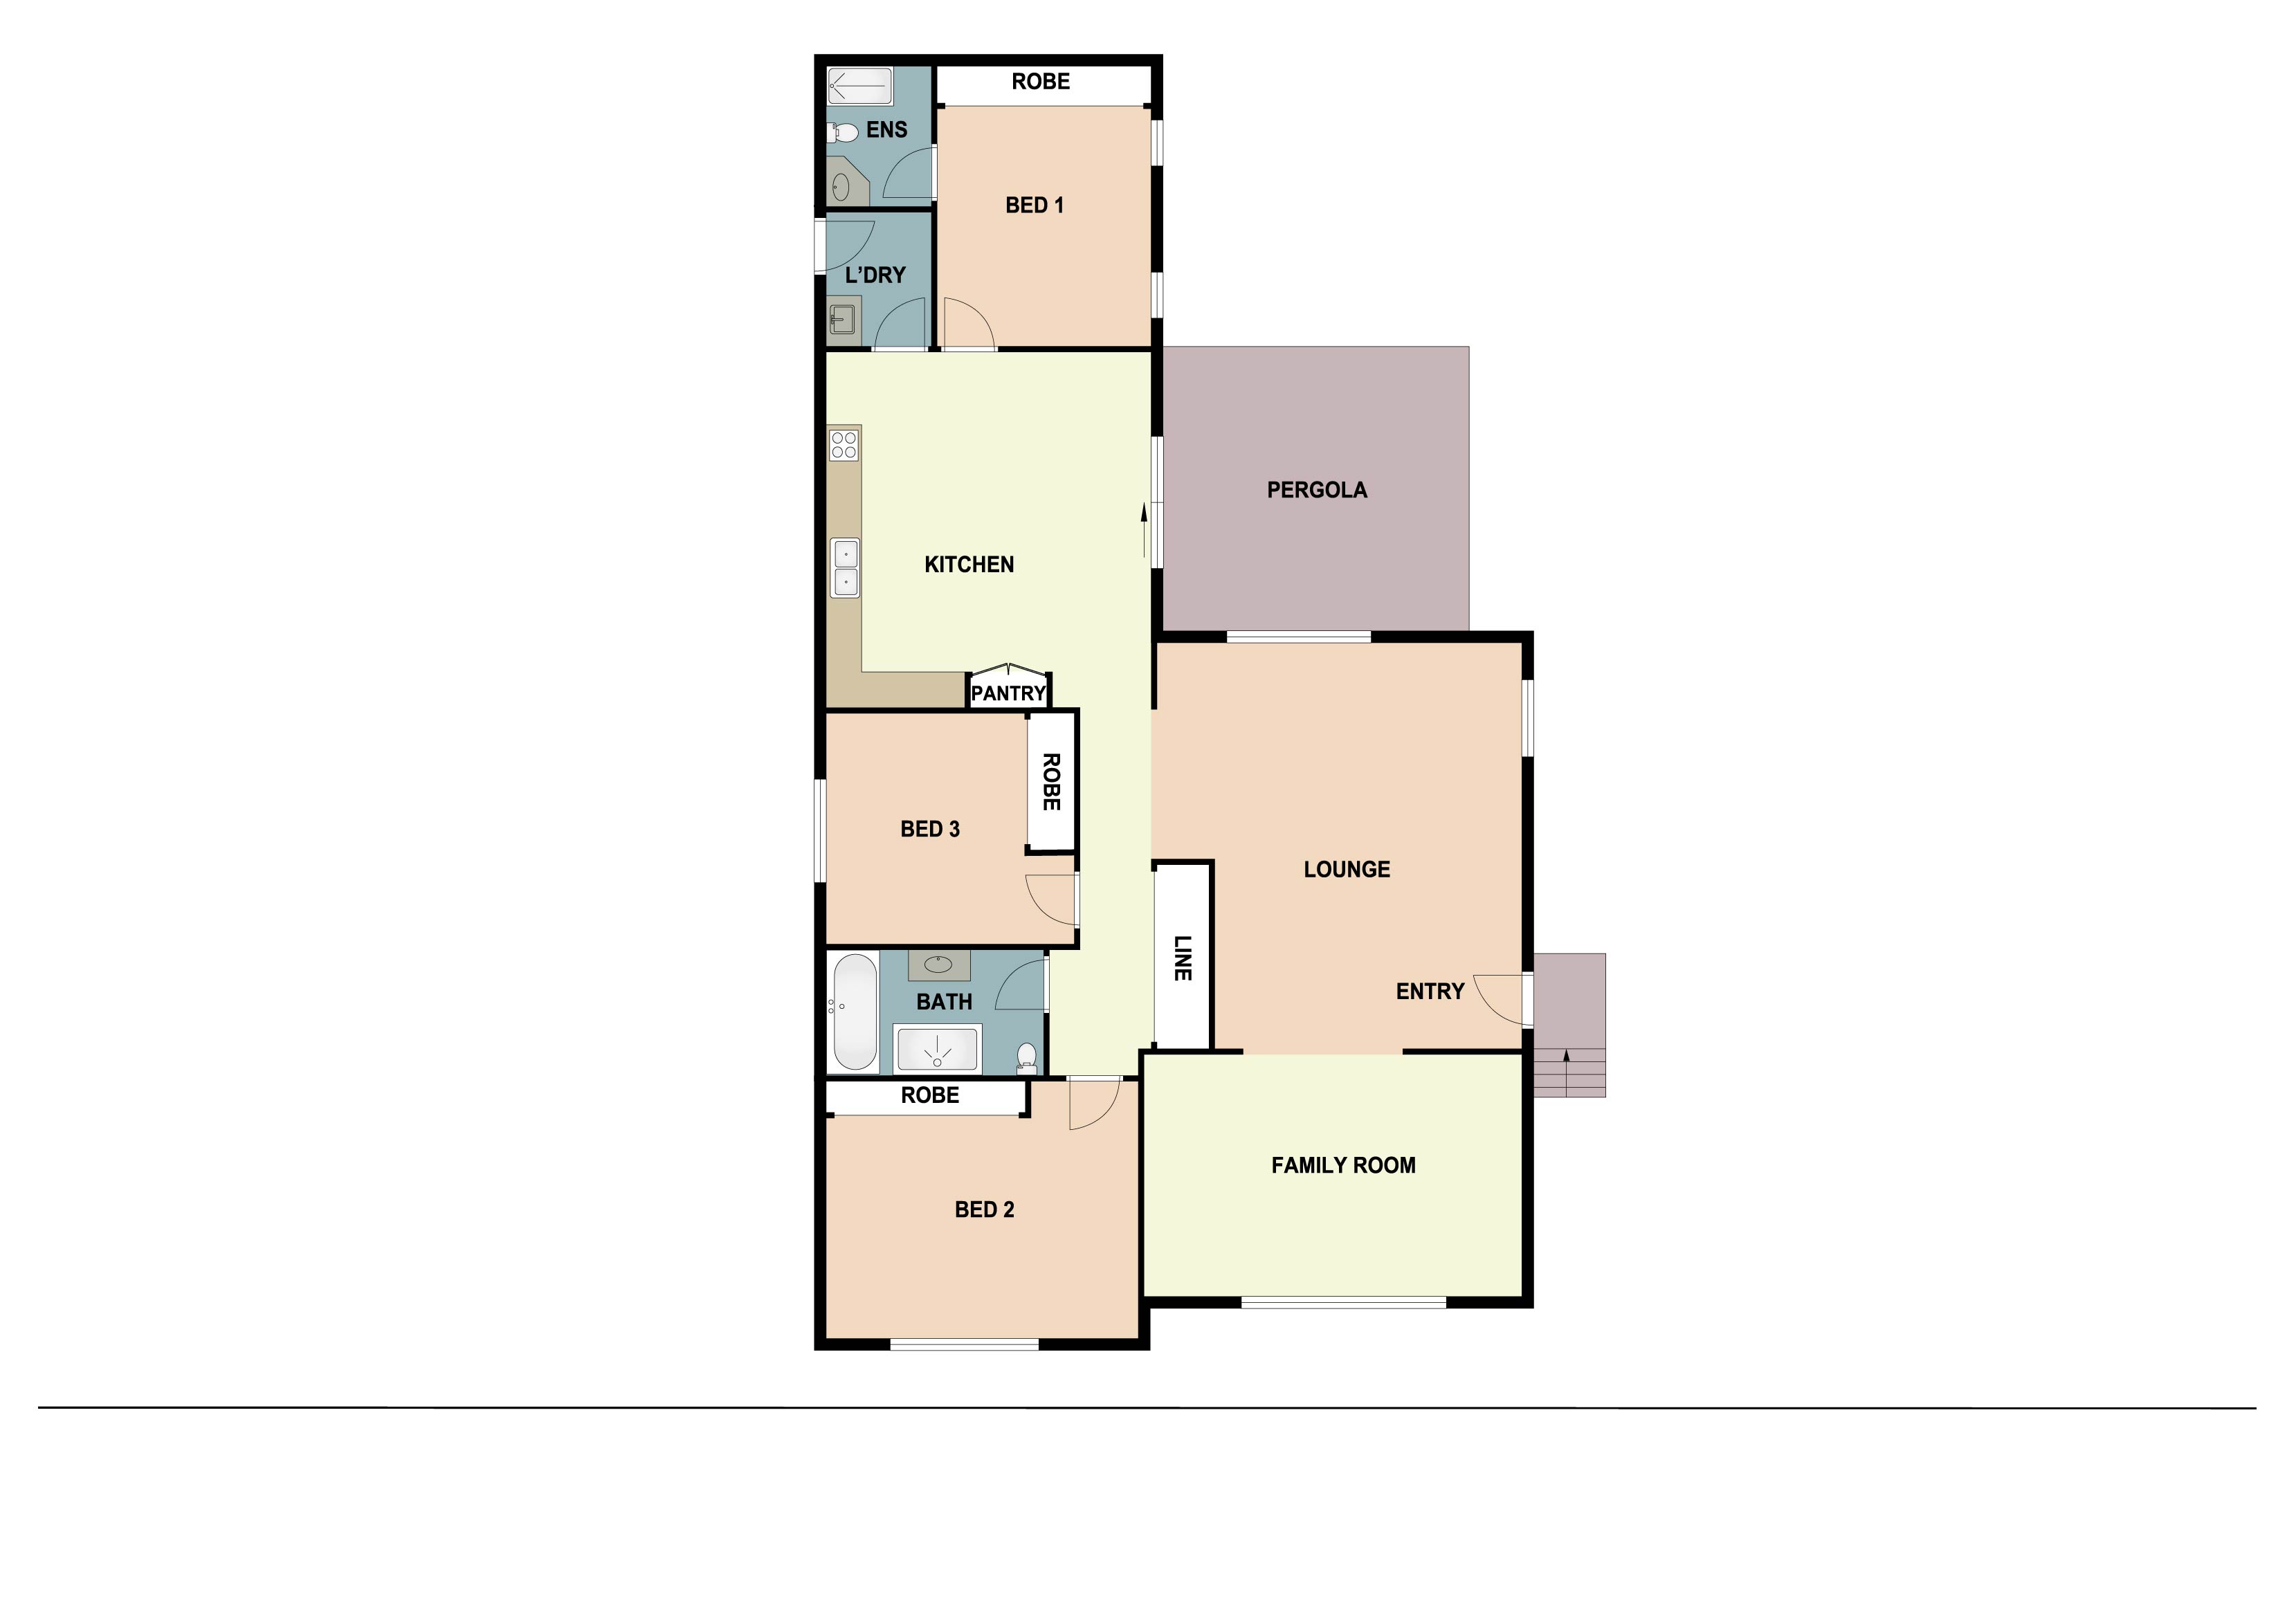 ROBE
ENS
BED 1
L'DRY
PERGOLA
KITCHEN
PANTRY
ROBE
BED 3
LOUNGE
LINE
ENTRY
BATH
ROBE
FAMILY ROOM
BED 2